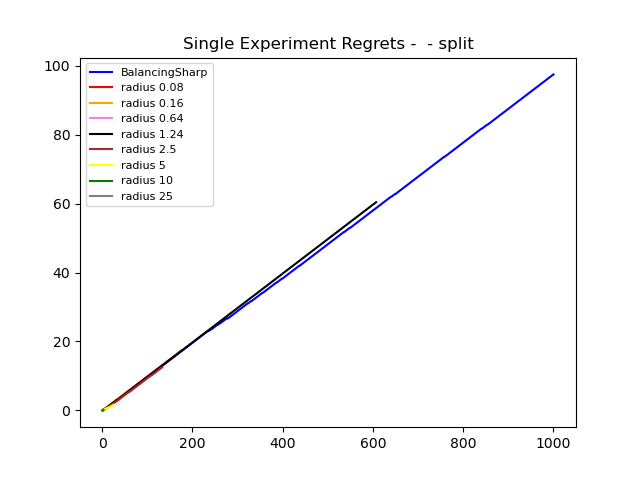 Single Experiment Regrets -  - split
100
80
60
40
20
0
BalancingSharp
radius 0.08
radius 0.16
radius 0.64
radius 1.24
radius 2.5
radius 5
radius 10
radius 25
0 200 400 600 800 1000